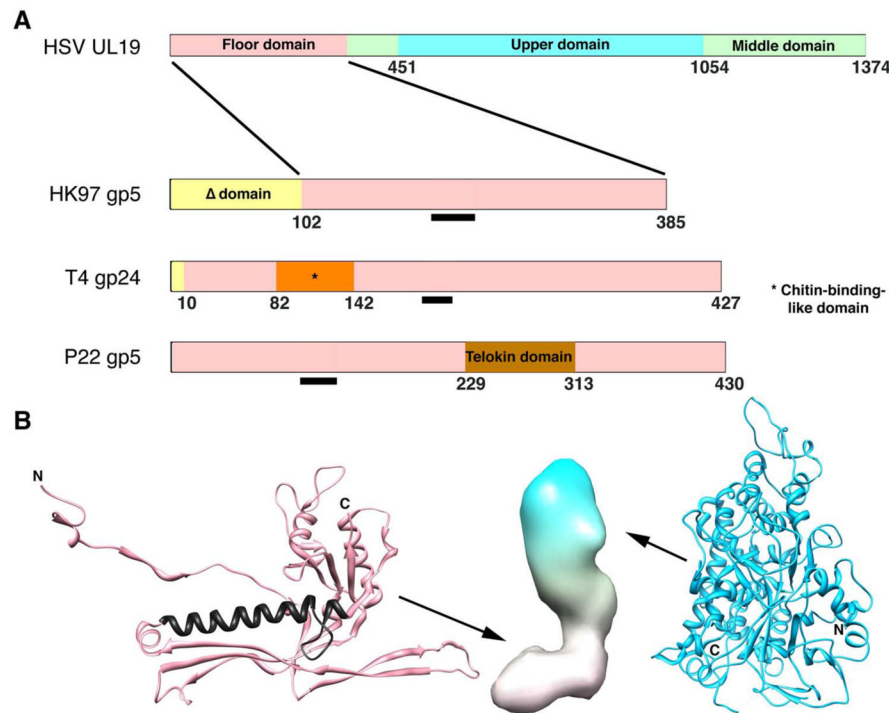 A
HSV UL19
Floor domain
Upper domain
Middle domain
451
1054
1374
HK97 gp5
Δ domain
102
385
T4 gp24
*
10
82
142
427
* Chitin-binding-
like domain
P22 gp5
Telokin domain
229
313
430
B
N
C
N
C